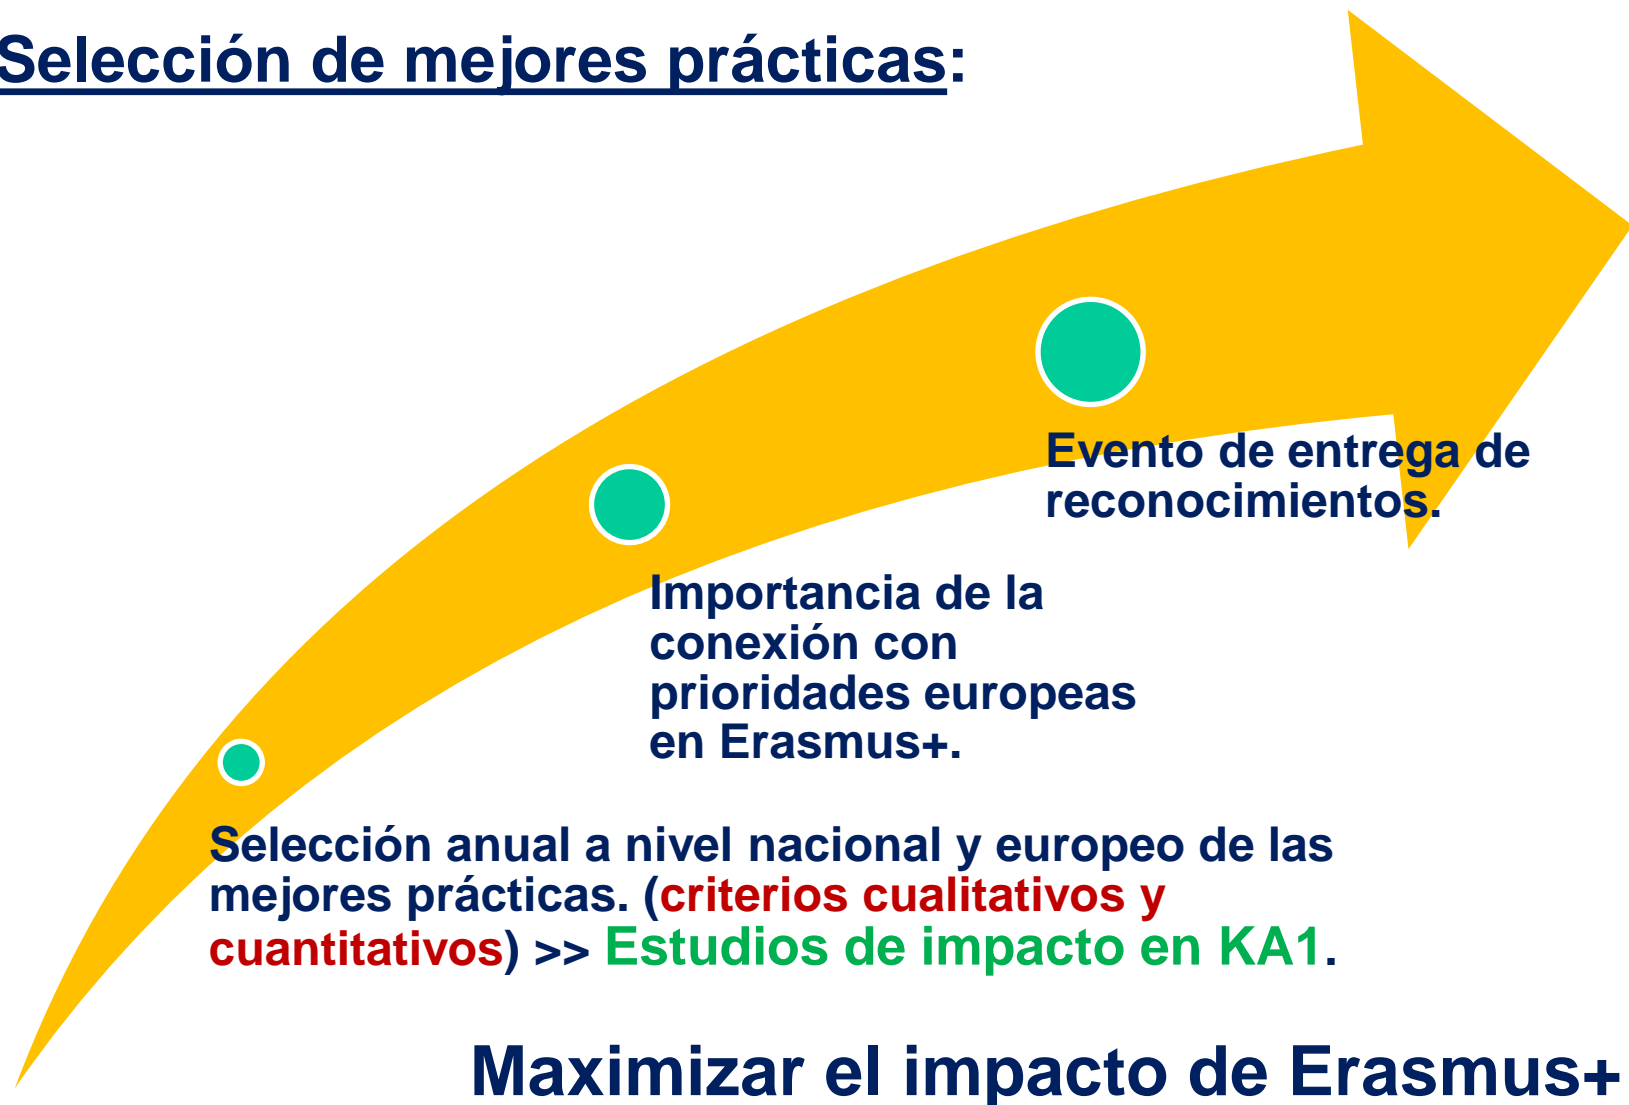 Selección de mejores prácticas:
Evento de entrega de
reconocimientos.
Importancia de la
conexión con
prioridades europeas
en Erasmus+.
Selección anual a nivel nacional y europeo de las
mejores prácticas. (criterios cualitativos y
cuantitativos) >> Estudios de impacto en KA1.
Maximizar el impacto de Erasmus+